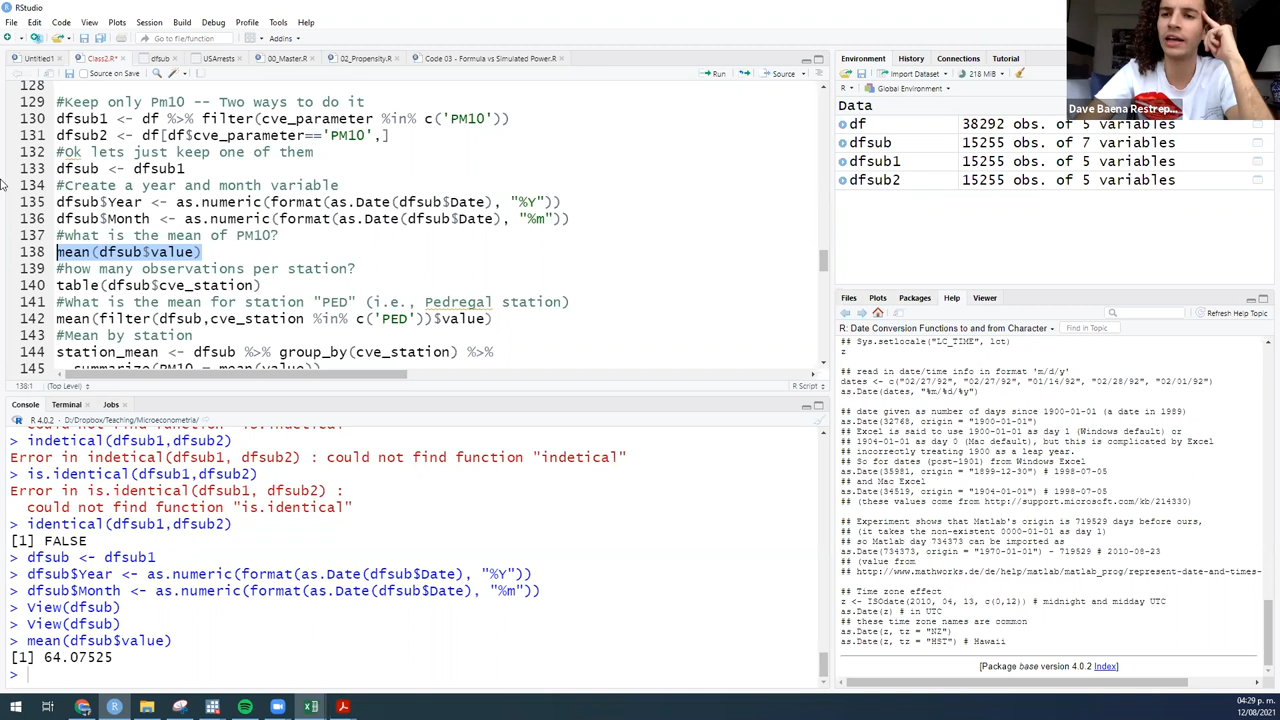 RStudio
File Edit Code View Plots Session Build Debug Profile Tools Help
Go to file/function
Addins
Untitled1 Class2.R* dfsub USArrests 00_Master.R 02_Propensity.R Code 03 - Formula vs Simulated Power.R
Source on Save
Run
Source
128
129 #Keep only Pm10 -- Two ways to do it
130 dfsub1 <- df %>% filter(cve_parameter %in% c('PM10'))
131 dfsub2 <- df[df$cve_parameter=='PM10',]
132 #Ok lets just keep one of them
133 dfsub <- dfsub1
134 #Create a year and month variable
135 dfsub$Year <- as.numeric(format(as.Date(dfsub$Date), "%Y"))
136 dfsub$Month <- as.numeric(format(as.Date(dfsub$Date), "%m"))
137 #what is the mean of PM10?
138 mean(dfsub$value)
139 #how many observations per station?
140 table(dfsub$cve_station)
141 #What is the mean for station "PED" (i.e., Pedregal station)
142 mean(filter(dfsub,cve_station %in% c('PED'))$value)
143 #Mean by station
144 station_mean <- dfsub %>% group_by(cve_station) %>%
145 summarize(PM10 = mean(value))
138:1 (Top Level) R Script
Console Terminal Jobs
R 4.0.2 · D:/Dropbox/Teaching/Microeconometria/
could not find function "is.indetical"
> indetical(dfsub1,dfsub2)
Error in indetical(dfsub1, dfsub2) : could not find function "indetical"
> is.identical(dfsub1,dfsub2)
Error in is.identical(dfsub1, dfsub2) :
could not find function "is.identical"
> identical(dfsub1,dfsub2)
[1] FALSE
> dfsub <- dfsub1
> dfsub$Year <- as.numeric(format(as.Date(dfsub$Date), "%Y"))
> dfsub$Month <- as.numeric(format(as.Date(dfsub$Date), "%m"))
> View(dfsub)
> View(dfsub)
> mean(dfsub$value)
[1] 64.07525
>
Environment History Connections Tutorial
Import Dataset 218 MiB
R Global Environment
Data
df 38292 obs. of 5 variables
dfsub 15255 obs. of 7 variables
dfsub1 15255 obs. of 5 variables
dfsub2 15255 obs. of 5 variables
Dave Baena Restrep...
Files Plots Packages Help Viewer
Refresh Help Topic
R: Date Conversion Functions to and from Character Find in Topic
## Sys.setlocale("LC_TIME", lct)
z
## read in date/time info in format 'm/d/y'
dates <- c("02/27/92", "02/27/92", "01/14/92", "02/28/92", "02/01/92")
as.Date(dates, "%m/%d/%y")
## date given as number of days since 1900-01-01 (a date in 1989)
as.Date(32768, origin = "1900-01-01")
## Excel is said to use 1900-01-01 as day 1 (Windows default) or
## 1904-01-01 as day 0 (Mac default), but this is complicated by Excel
## incorrectly treating 1900 as a leap year.
## So for dates (post-1901) from Windows Excel
as.Date(35981, origin = "1899-12-30") # 1998-07-05
## and Mac Excel
as.Date(34519, origin = "1904-01-01") # 1998-07-05
## (these values come from http://support.microsoft.com/kb/214330)
## Experiment shows that Matlab's origin is 719529 days before ours,
## (it takes the non-existent 0000-01-01 as day 1)
## so Matlab day 734373 can be imported as
as.Date(734373, origin = "1970-01-01") - 719529 # 2010-08-23
## (value from
## http://www.mathworks.de/de/help/matlab/matlab_prog/represent-date-and-times-
## Time zone effect
z <- ISOdate(2010, 04, 13, c(0,12)) # midnight and midday UTC
as.Date(z) # in UTC
## these time zone names are common
as.Date(z, tz = "NZ")
as.Date(z, tz = "HST") # Hawaii
[Package base version 4.0.2 Index]
04:29 p. m.
12/08/2021